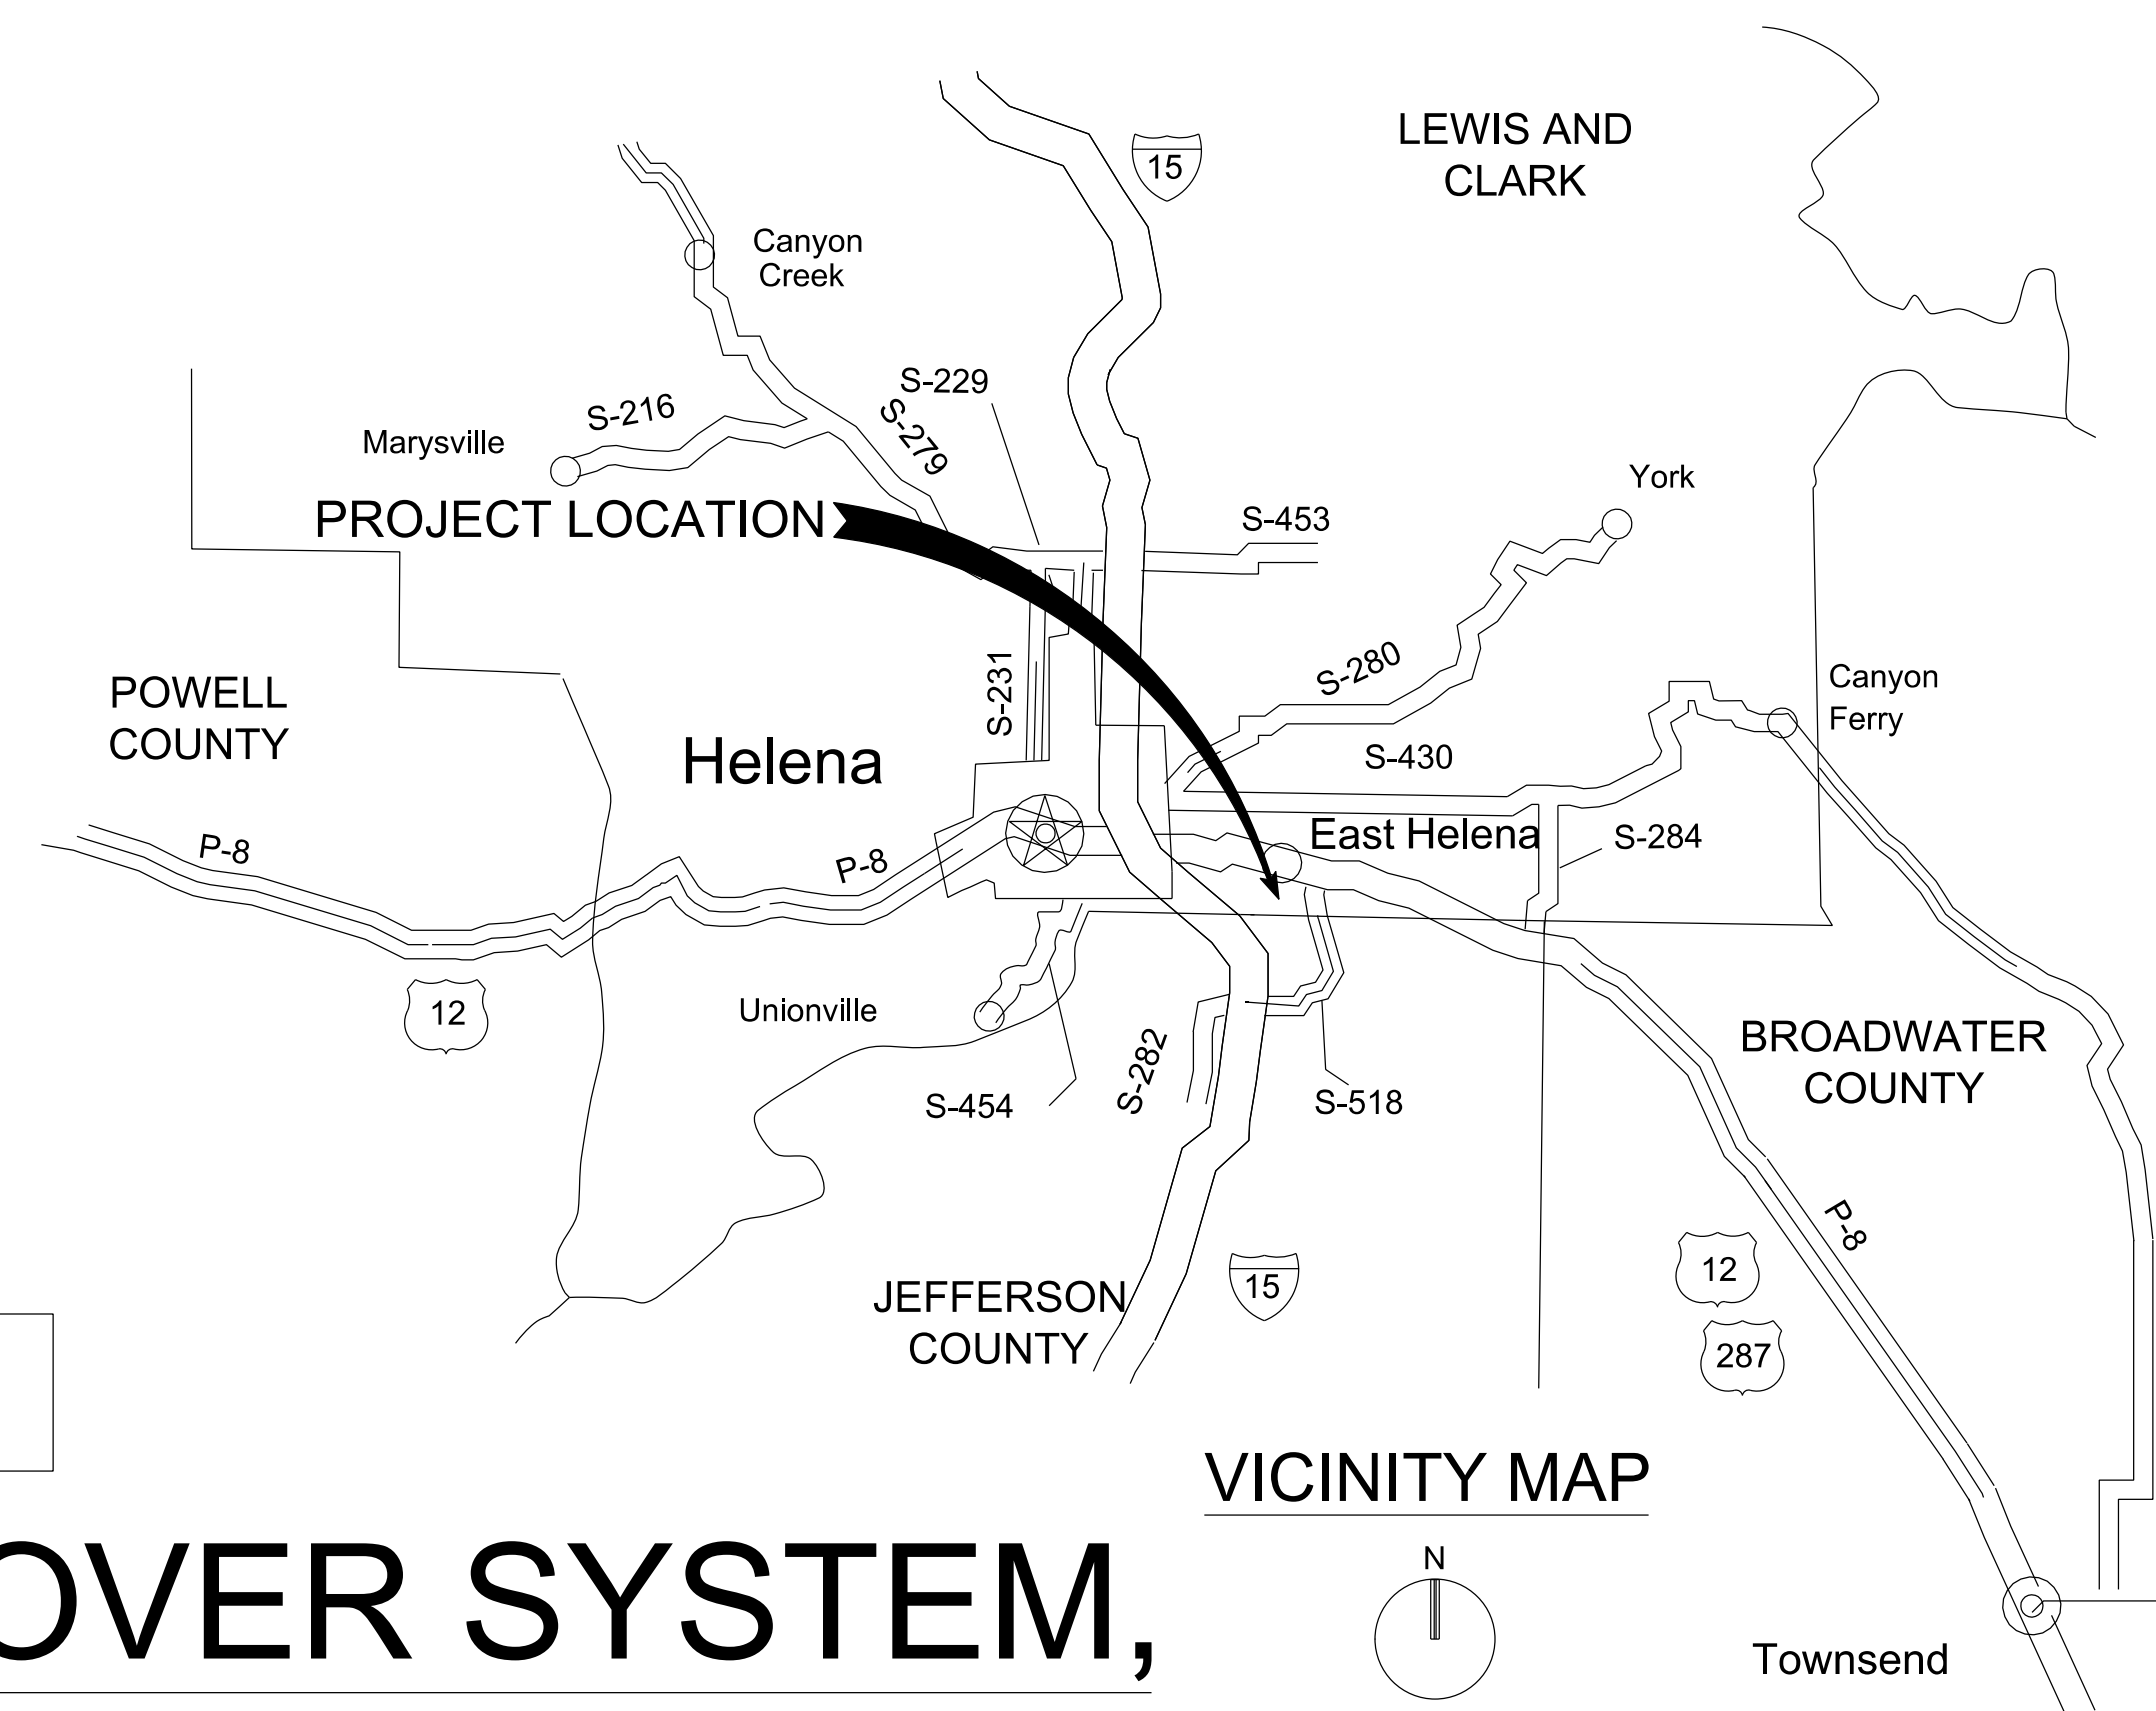 LEWIS AND
CLARK
15
Canyon
Creek
S-229
S-216
S-279
Marysville
York
PROJECT LOCATION
S-453
S-280
S-231
POWELL
COUNTY
Canyon
Ferry
Helena
S-430
P-8
P-8
East Helena
S-284
12
Unionville
S-282
S-454
S-518
BROADWATER
COUNTY
P-8
12
287
JEFFERSON
COUNTY
15
VICINITY MAP
N
OVER SYSTEM,
Townsend